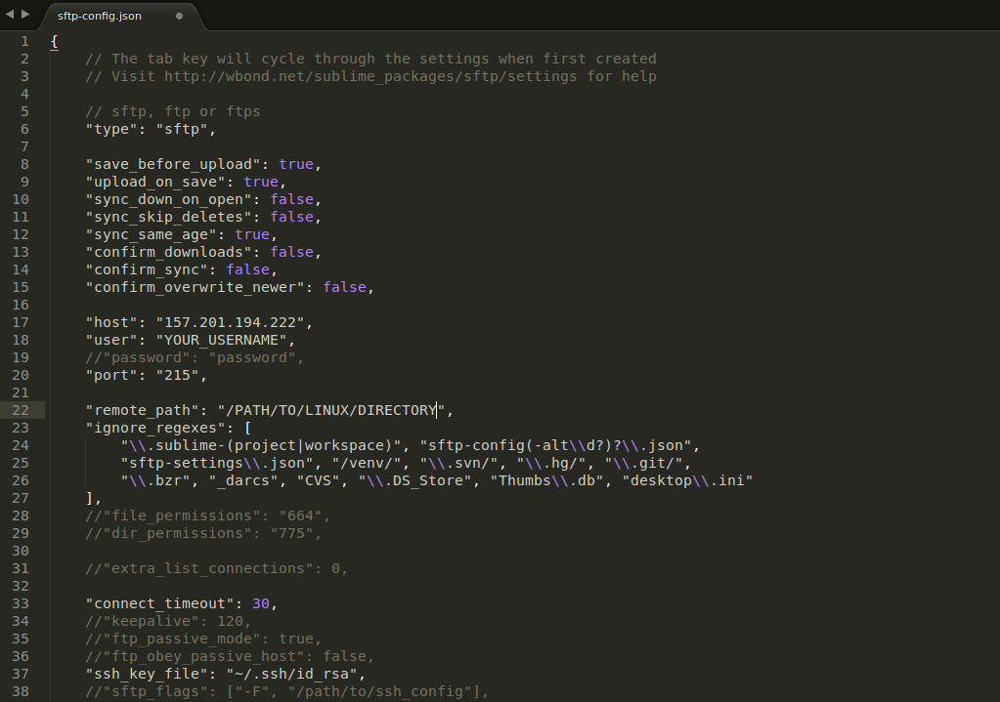 sftp-config.json
1 {
2 // The tab key will cycle through the settings when first created
3 // Visit http://wbond.net/sublime_packages/sftp/settings for help
4
5 // sftp, ftp or ftps
6 "type": "sftp",
7
8 "save_before_upload": true,
9 "upload_on_save": true,
10 "sync_down_on_open": false,
11 "sync_skip_deletes": false,
12 "sync_same_age": true,
13 "confirm_downloads": false,
14 "confirm_sync": false,
15 "confirm_overwrite_newer": false,
16
17 "host": "157.201.194.222",
18 "user": "YOUR_USERNAME",
19 //"password": "password",
20 "port": "215",
21
22 "remote_path": "/PATH/TO/LINUX/DIRECTORY",
23 "ignore_regexes": [
24 "\\.sublime-(project|workspace)", "sftp-config(-alt\\d?)?\\.json",
25 "sftp-settings\\.json", "/venv/", "\\.svn/", "\\.hg/", "\\.git/",
26 "\\.bzr", "_darcs", "CVS", "\\.DS_Store", "Thumbs\\.db", "desktop\\.ini"
27 ],
28 //"file_permissions": "664",
29 //"dir_permissions": "775",
30
31 //"extra_list_connections": 0,
32
33 "connect_timeout": 30,
34 //"keepalive": 120,
35 //"ftp_passive_mode": true,
36 //"ftp_obey_passive_host": false,
37 "ssh_key_file": "~/.ssh/id_rsa",
38 //"sftp_flags": ["-F", "/path/to/ssh_config"],